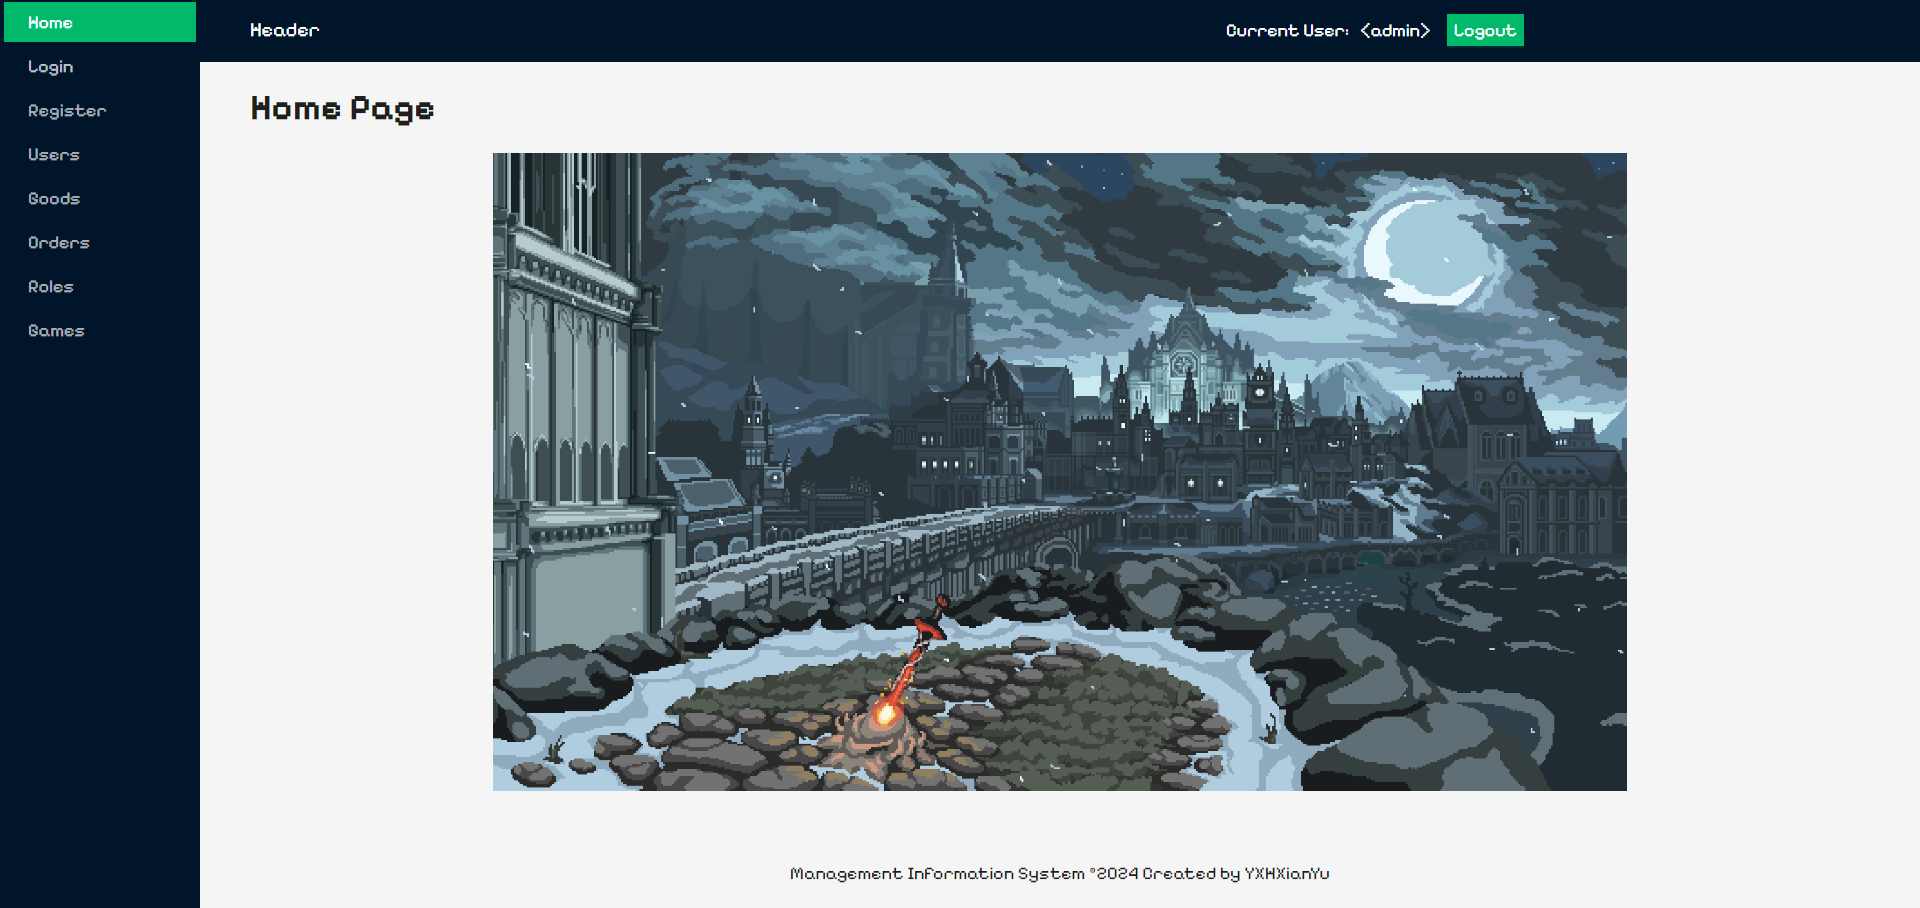 Home
Login
Register
Users
Goods
Orders
Roles
Games
Header
Current User: <admin>
Logout
Home Page
Management Information System ©2024 Created by YXHXianYu